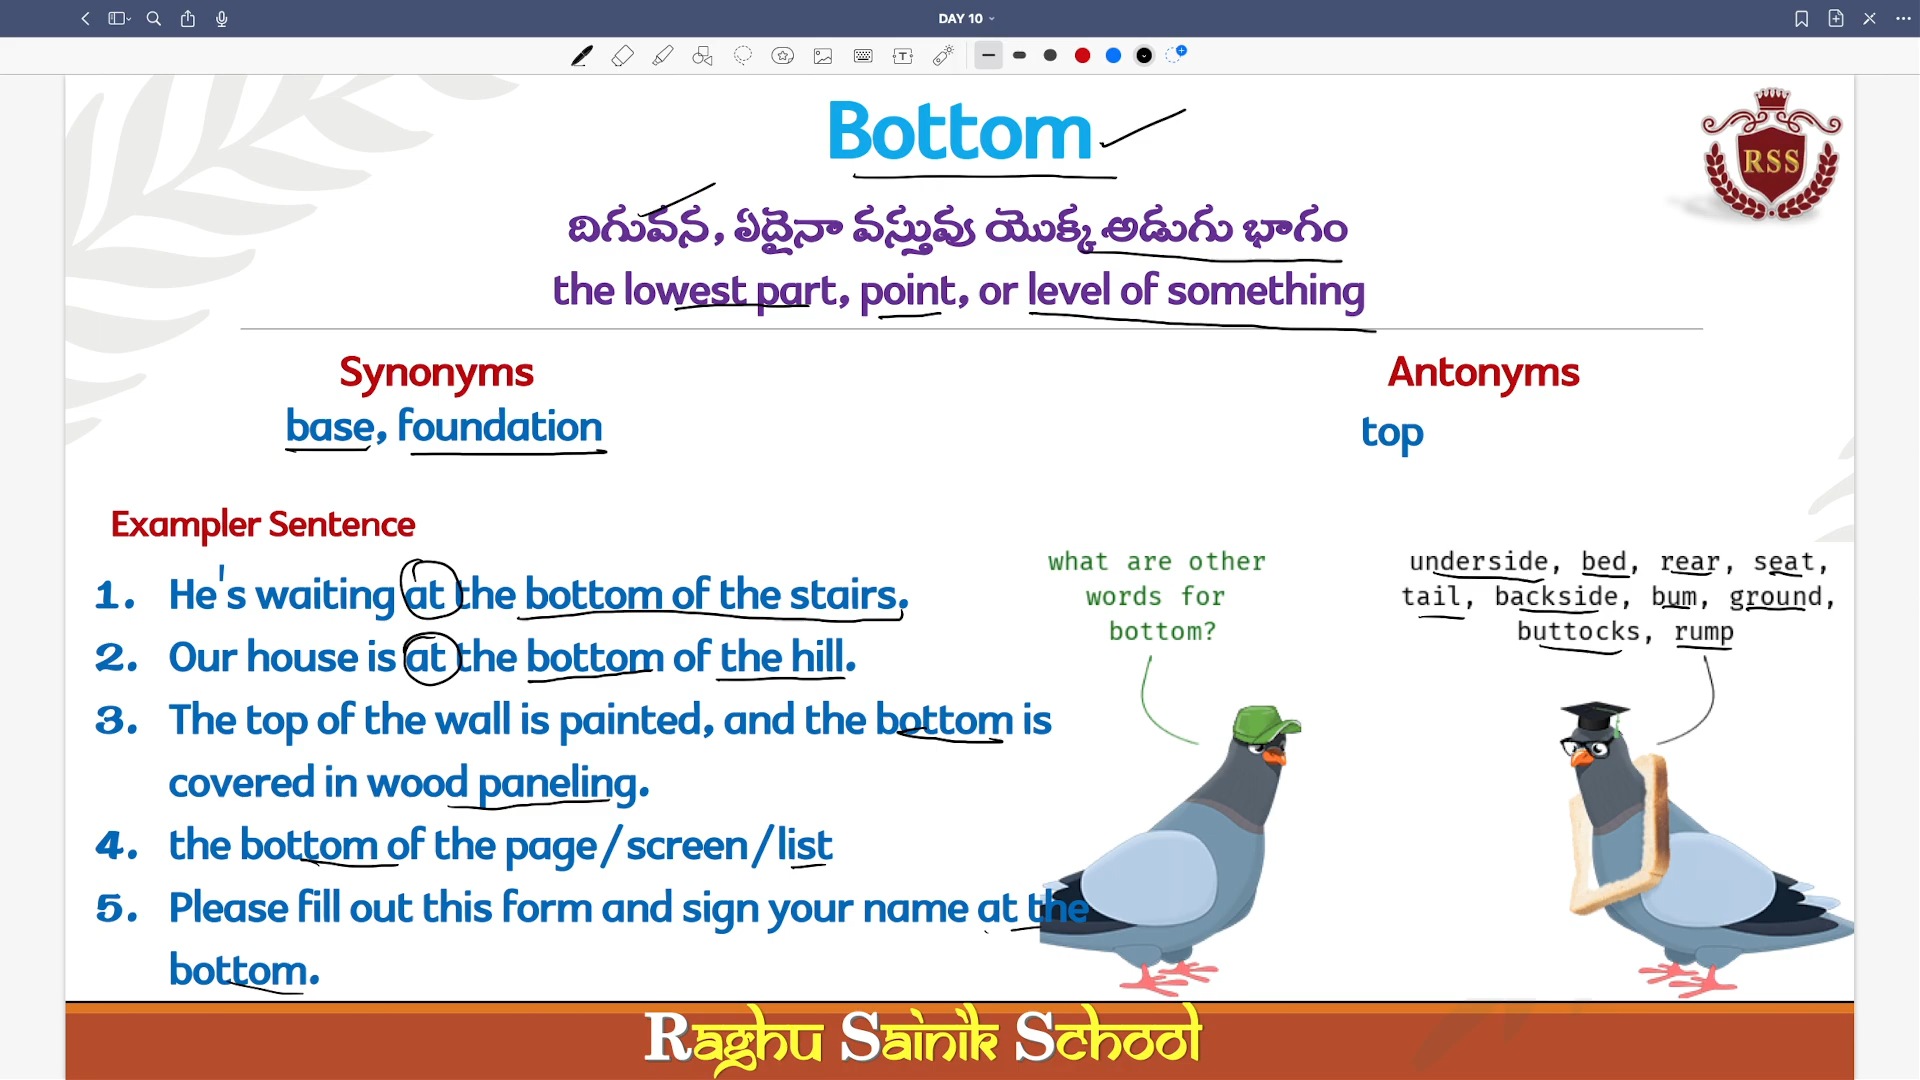 DAY 10
Bottom
RSS
దిగువన, ఏదైనా వస్తువు యొక్క అడుగు భాగం
the lowest part, point, or level of something
Synonyms
base, foundation
Antonyms
top
Exampler Sentence
1. He's waiting at the bottom of the stairs.
2. Our house is at the bottom of the hill.
3. The top of the wall is painted, and the bottom is
covered in wood paneling.
4. the bottom of the page/screen/list
5. Please fill out this form and sign your name at the
bottom.
what are other
words for
bottom?
underside, bed, rear, seat,
tail, backside, bum, ground,
buttocks, rump
Raghu Sainik School